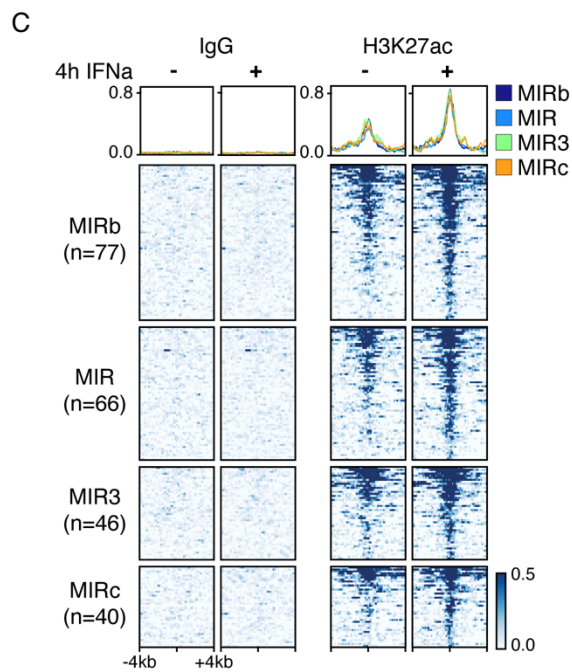 C
IgG H3K27ac
4h IFNa - + - +
0.8 0.8
0.0 0.0
MIRb
MIR
MIR3
MIRc
MIRb
(n=77)
MIR
(n=66)
MIR3
(n=46)
MIRc
(n=40)
0.5
0.0
-4kb +4kb